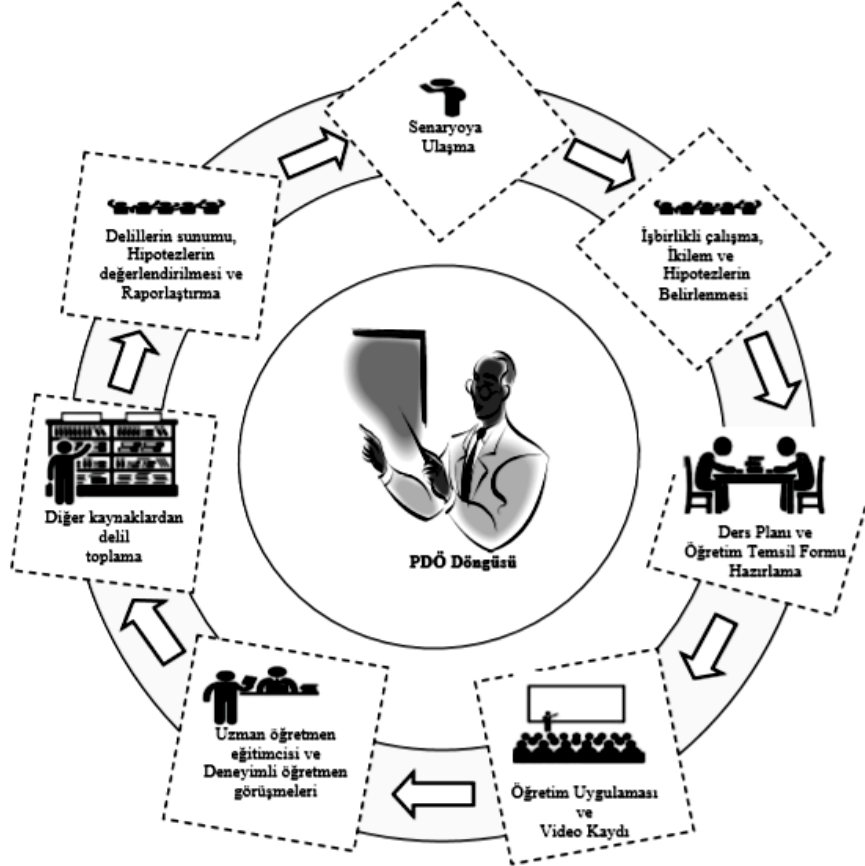 Senaryoya
Ulaşma
İşbirlikli çalışma,
İkilem ve
Hipotezlerin
Belirlenmesi
Ders Planı ve
Öğretim Temsil Formu
Hazırlama
Öğretim Uygulaması
ve
Video Kaydı
Uzman öğretmen
eğitimcisi ve
Deneyimli öğretmen
görüşmeleri
Diğer kaynaklardan
delil
toplama
Delillerin sunumu,
Hipotezlerin
değerlendirilmesi ve
Raporlaştırma
PDÖ Döngüsü